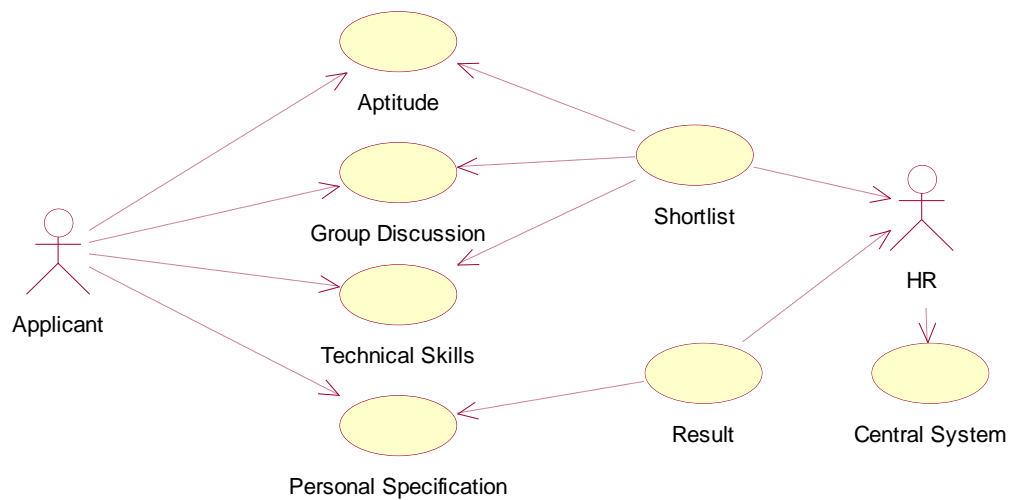 Aptitude
Group Discussion
Shortlist
HR
Applicant
Technical Skills
Result
Central System
Personal Specification